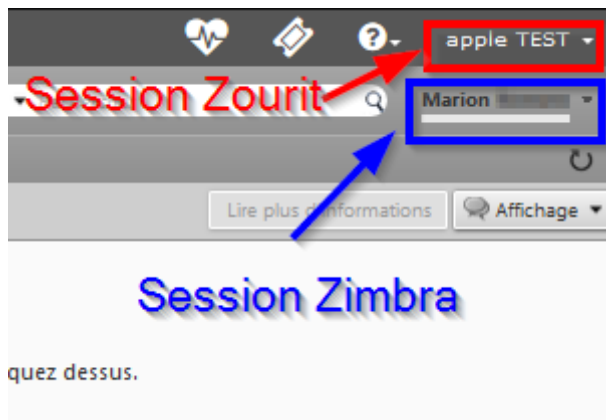 apple TEST
Session Zourit
Marion
Lire plus d'informations
Affichage
Session Zimbra
quez dessus.